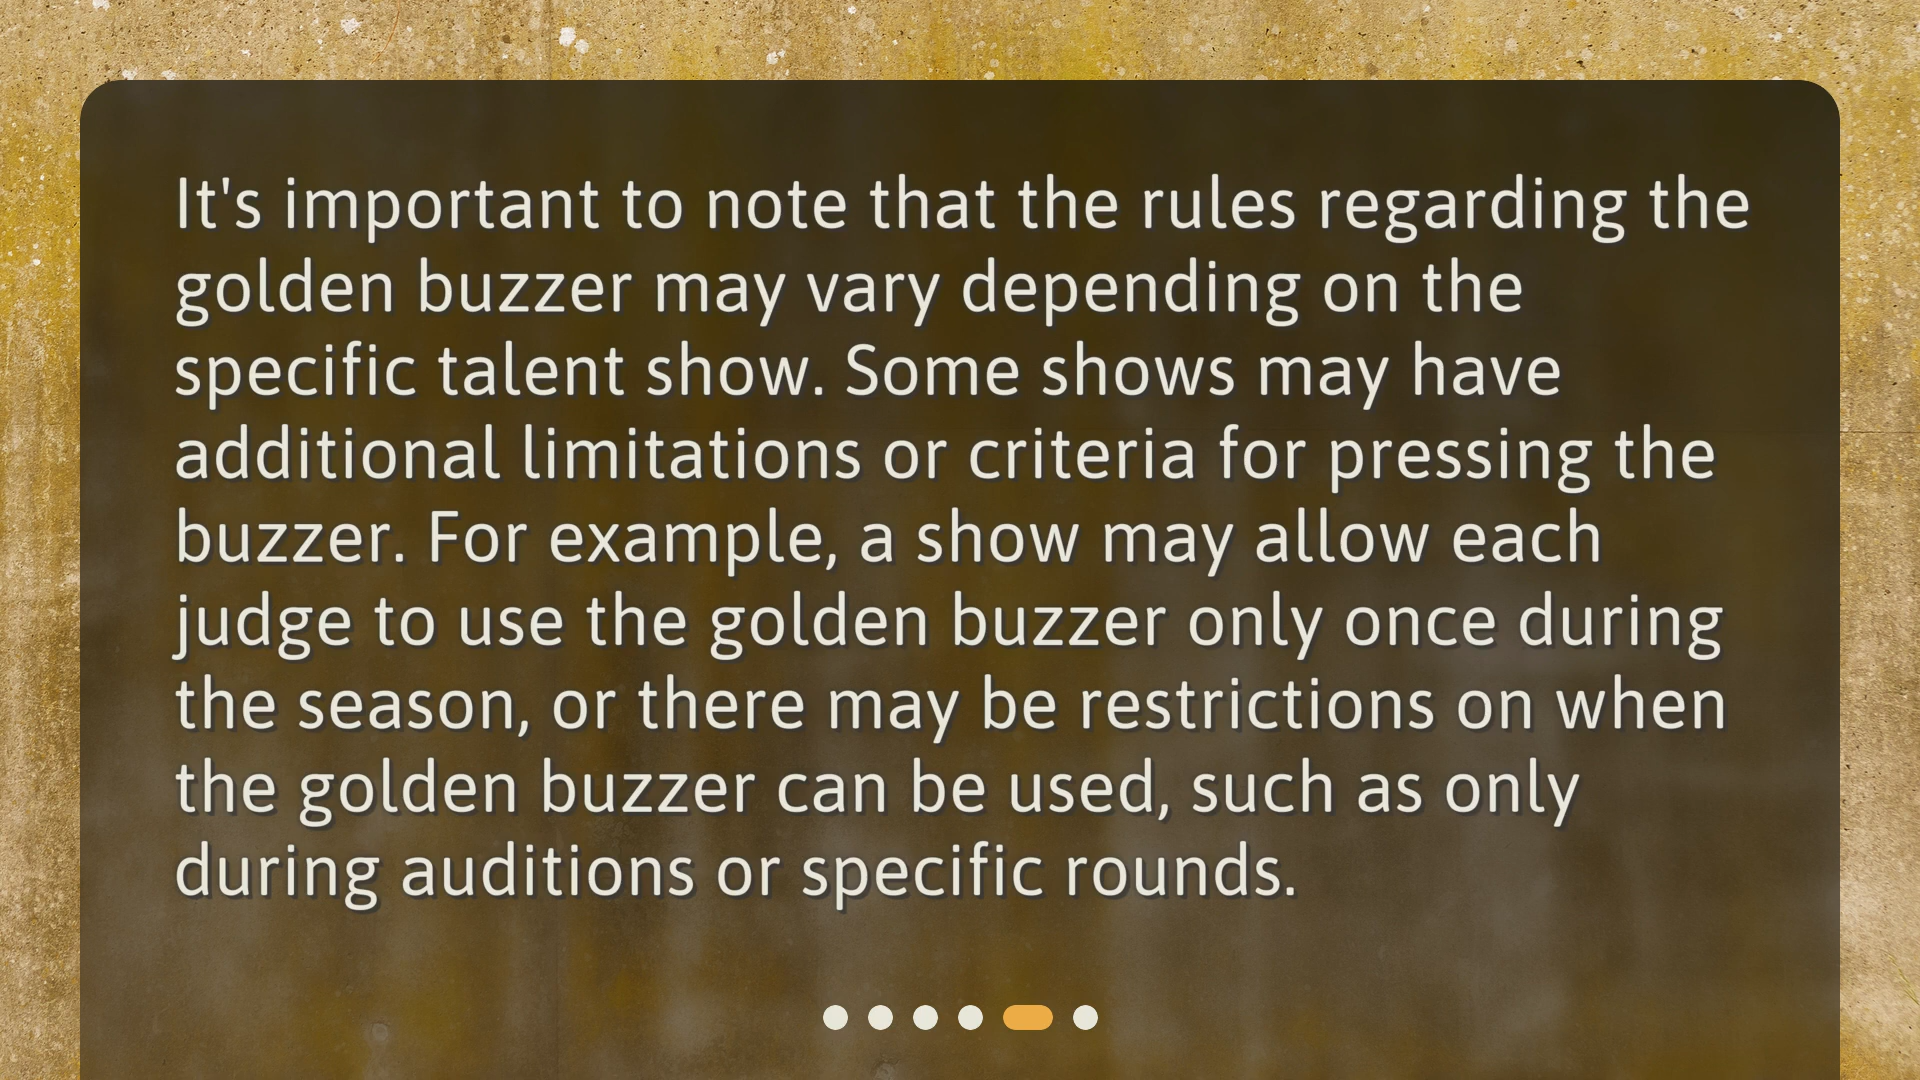 It's important to note that the rules regarding the
golden buzzer may vary depending on the
specific talent show. Some shows may have
additional limitations or criteria for pressing the
buzzer. For example, a show may allow each
judge to use the golden buzzer only once during
the season, or there may be restrictions on when
the golden buzzer can be used, such as only
during auditions or specific rounds.